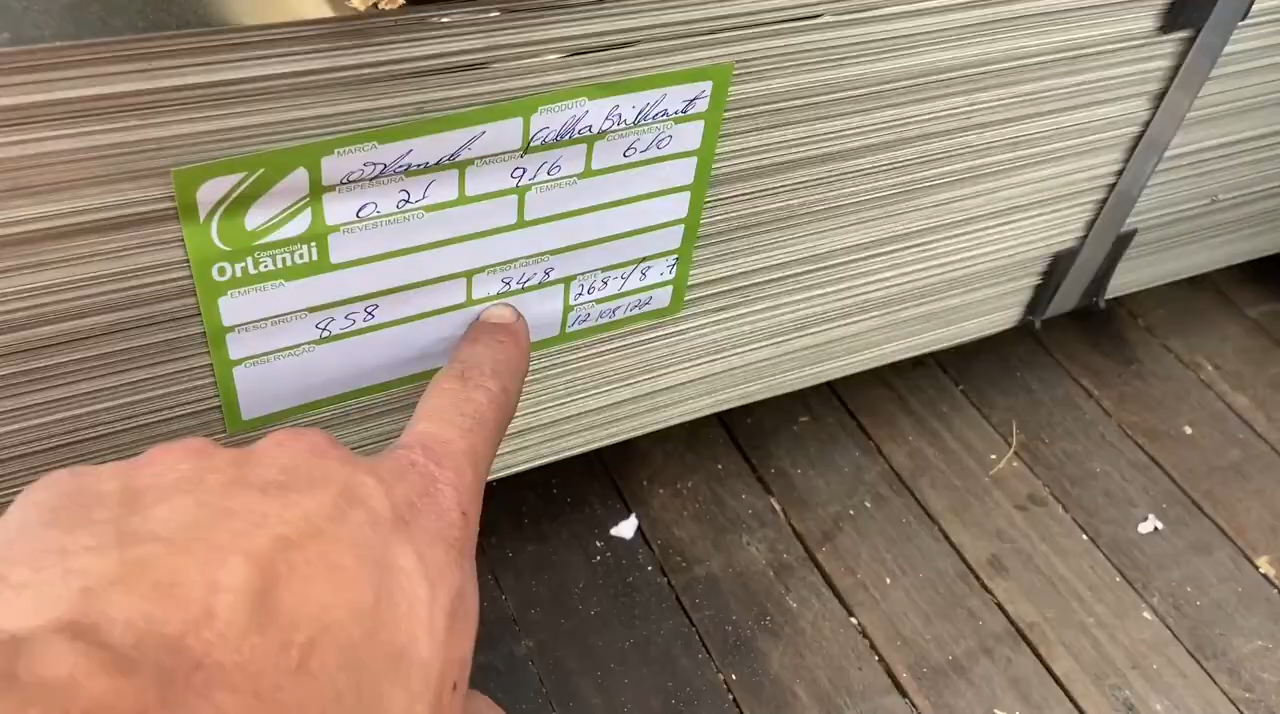 MARCA
Orlandi
PRODUTO
Folha Brilhante
ESPESSURA
0.21
LARGURA
916
COMPRIMENTO
610
REVESTIMENTO
TEMPERA
Comercial
Orlandi
EMPRESA
PESO BRUTO
858
PESO LÍQUIDO
.848
LOTE
268-48
DATA
12/08/22
OBSERVAÇÃO